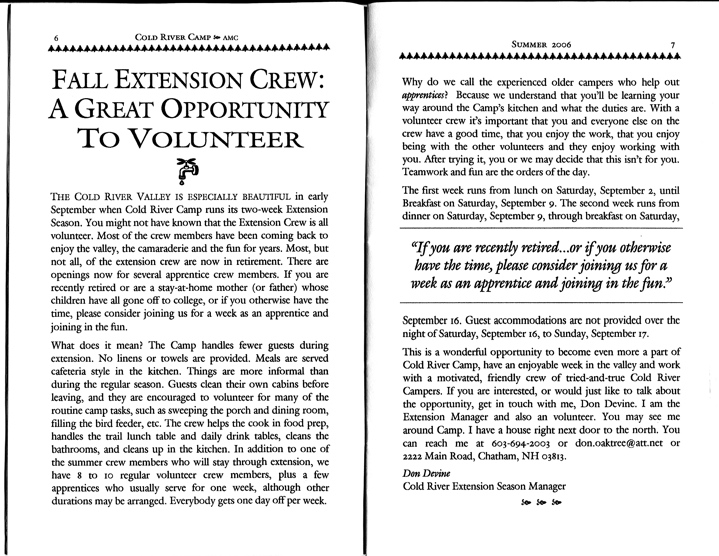 6
COLD RIVER CAMP AMC
FALL EXTENSION CREW:
A GREAT OPPORTUNITY
TO VOLUNTEER
THE COLD RIVER VALLEY IS ESPECIALLY BEAUTIFUL in early
September when Cold River Camp runs its two-week Extension
Season. You might not have known that the Extension Crew is all
volunteer. Most of the crew members have been coming back to
enjoy the valley, the camaraderie and the fun for years. Most, but
not all, of the extension crew are now in retirement. There are
openings now for several apprentice crew members. If you are
recently retired or are a stay-at-home mother (or father) whose
children have all gone off to college, or if you otherwise have the
time, please consider joining us for a week as an apprentice and
joining in the fun.
What does it mean? The Camp handles fewer guests during
extension. No linens or towels are provided. Meals are served
cafeteria style in the kitchen. Things are more informal than
during the regular season. Guests clean their own cabins before
leaving, and they are encouraged to volunteer for many of the
routine camp tasks, such as sweeping the porch and dining room,
filling the bird feeder, etc. The crew helps the cook in food prep,
handles the trail lunch table and daily drink tables, cleans the
bathrooms, and cleans up in the kitchen. In addition to one of
the summer crew members who will stay through extension, we
have 8 to 10 regular volunteer crew members, plus a few
apprentices who usually serve for one week, although other
durations may be arranged. Everybody gets one day off per week.
SUMMER 2006
7
Why do we call the experienced older campers who help out
apprentices? Because we understand that you'll be learning your
way around the Camp's kitchen and what the duties are. With a
volunteer crew it's important that you and everyone else on the
crew have a good time, that you enjoy the work, that you enjoy
being with the other volunteers and they enjoy working with
you. After trying it, you or we may decide that this isn't for you.
Teamwork and fun are the orders of the day.
The first week runs from lunch on Saturday, September 2, until
Breakfast on Saturday, September 9. The second week runs from
dinner on Saturday, September 9, through breakfast on Saturday,
“If you are recently retired...or if you otherwise
have the time, please consider joining us for a
week as an apprentice and joining in the fun.”
September 16. Guest accommodations are not provided over the
night of Saturday, September 16, to Sunday, September 17.
This is a wonderful opportunity to become even more a part of
Cold River Camp, have an enjoyable week in the valley and work
with a motivated, friendly crew of tried-and-true Cold River
Campers. If you are interested, or would just like to talk about
the opportunity, get in touch with me, Don Devine. I am the
Extension Manager and also an volunteer. You may see me
around Camp. I have a house right next door to the north. You
can reach me at 603-694-2003 or don.oaktree@att.net or
2222 Main Road, Chatham, NH 03813.
Don Devine
Cold River Extension Season Manager